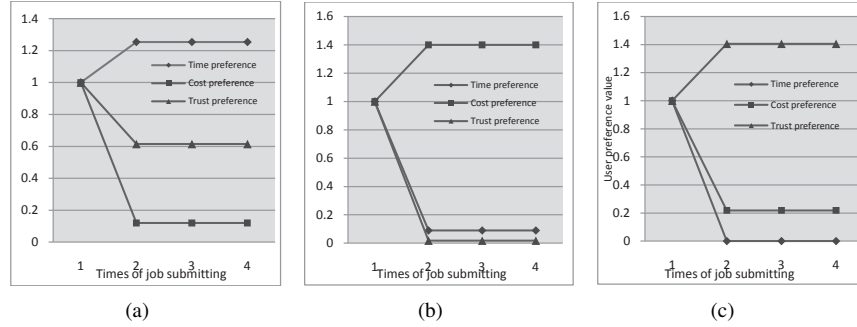 1.4
1.2
1
0.8
0.6
0.4
0.2
0
Time preference
Cost preference
Trust preference
1 2 3 4
Times of job submitting
(a)
1.6
1.4
1.2
1
0.8
0.6
0.4
0.2
0
Time preference
Cost preference
Trust preference
1 2 3 4
Times of job submitting
(b)
User preference value
1.6
1.4
1.2
1
0.8
0.6
0.4
0.2
0
Time preference
Cost preference
Trust preference
1 2 3 4
Times of job submitting
(c)